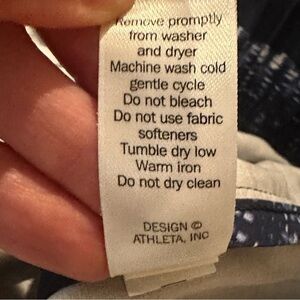 Remove promptly
from washer
and dryer
Machine wash cold
gentle cycle
Do not bleach
Do not use fabric
softeners
Tumble dry low
Warm iron
Do not dry clean
DESIGN ©
ATHLETA, INC